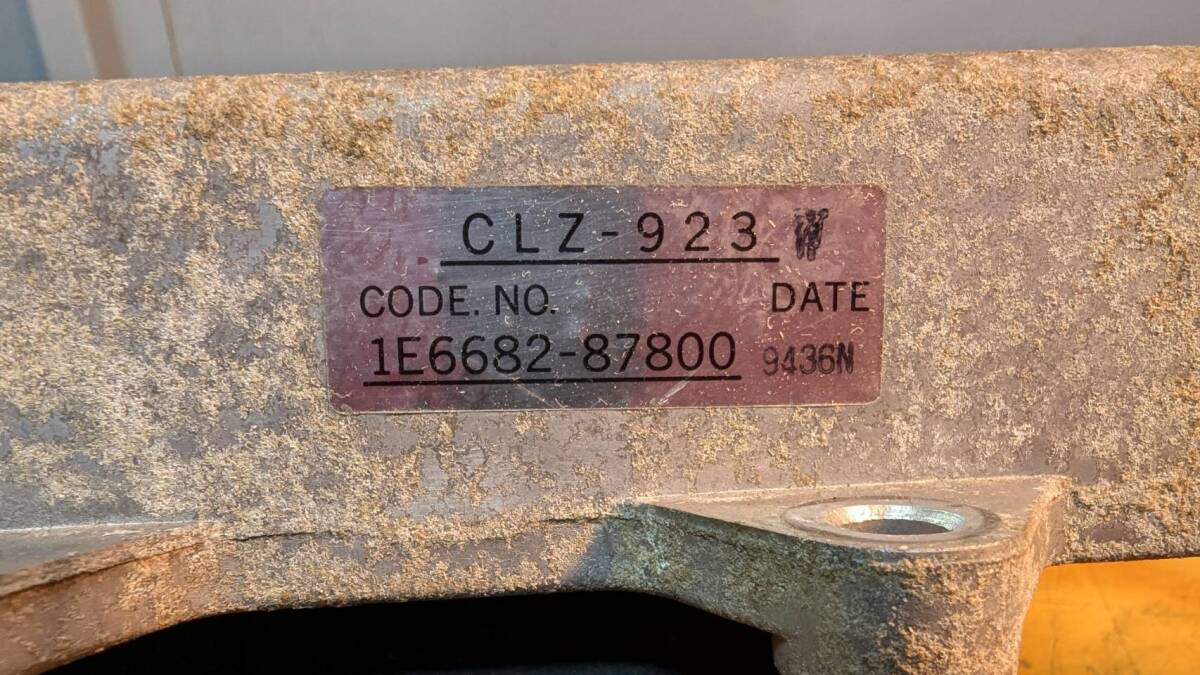 CLZ-923
CODE. NO. DATE
1E6682-87800 9436N